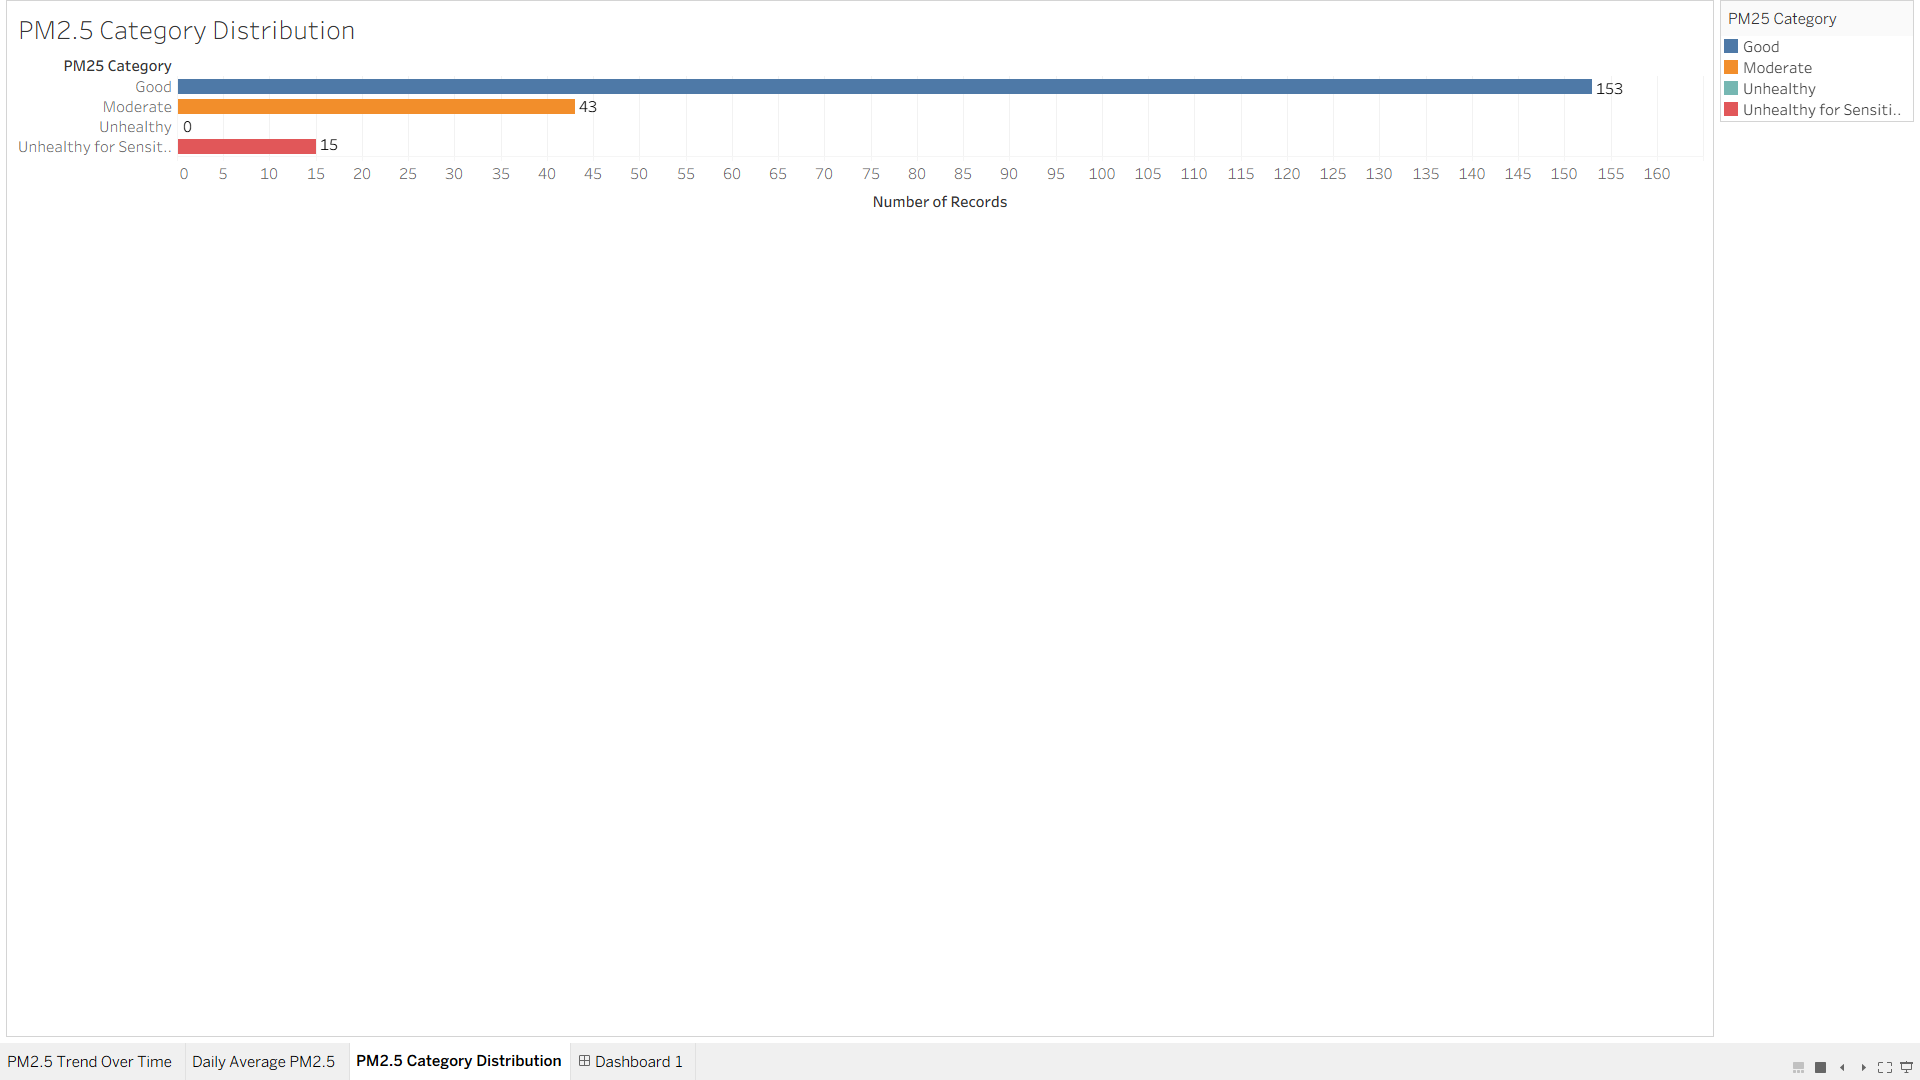 PM2.5 Category Distribution
PM25 Category
Good 153
Moderate 43
Unhealthy 0
Unhealthy for Sensit.. 15
0 5 10 15 20 25 30 35 40 45 50 55 60 65 70 75 80 85 90 95 100 105 110 115 120 125 130 135 140 145 150 155 160
Number of Records
PM25 Category
Good
Moderate
Unhealthy
Unhealthy for Sensiti..
PM2.5 Trend Over Time Daily Average PM2.5 PM2.5 Category Distribution Dashboard 1